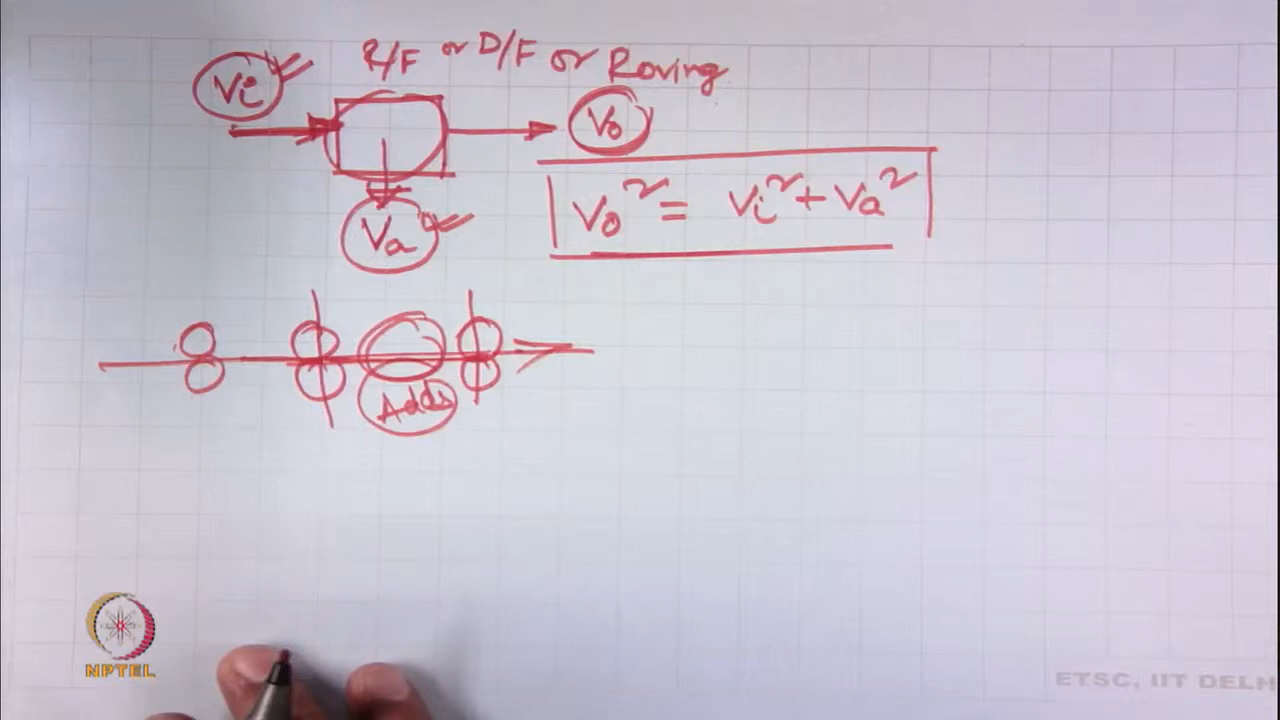 R/F or D/F or Roving
Vi
Vo
Va
Vo² = Vi² + Va²
Adds
NPTEL
ETSC, IIT DELH